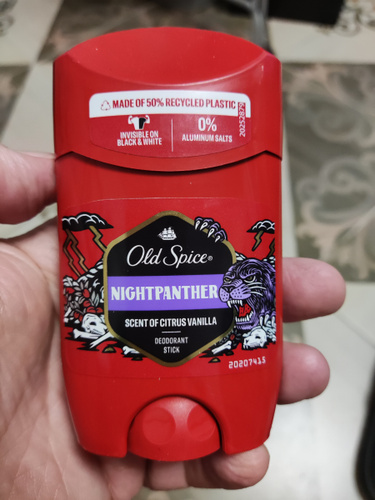 MADE OF 50% RECYCLED PLASTIC
INVISIBLE ON
BLACK & WHITE
0%
ALUMINUM SALTS
20252879
Old Spice®
NIGHTPANTHER
SCENT OF CITRUS VANILLA
DEODORANT
STICK
20207415